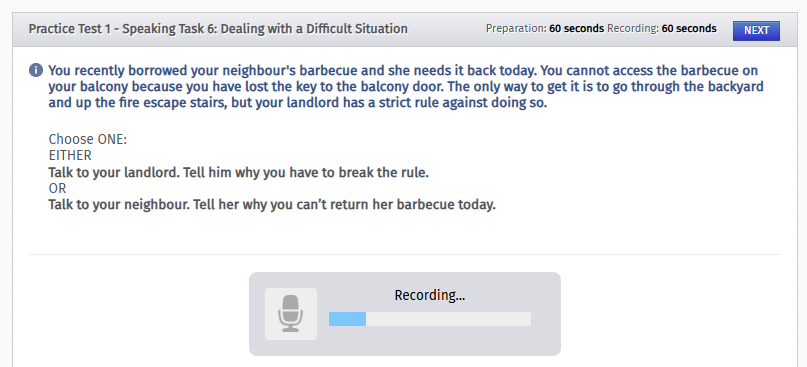 Practice Test 1 - Speaking Task 6: Dealing with a Difficult Situation
Preparation: 60 seconds Recording: 60 seconds
NEXT
You recently borrowed your neighbour's barbecue and she needs it back today. You cannot access the barbecue on
your balcony because you have lost the key to the balcony door. The only way to get it is to go through the backyard
and up the fire escape stairs, but your landlord has a strict rule against doing so.
Choose ONE:
EITHER
Talk to your landlord. Tell him why you have to break the rule.
OR
Talk to your neighbour. Tell her why you can’t return her barbecue today.
Recording...